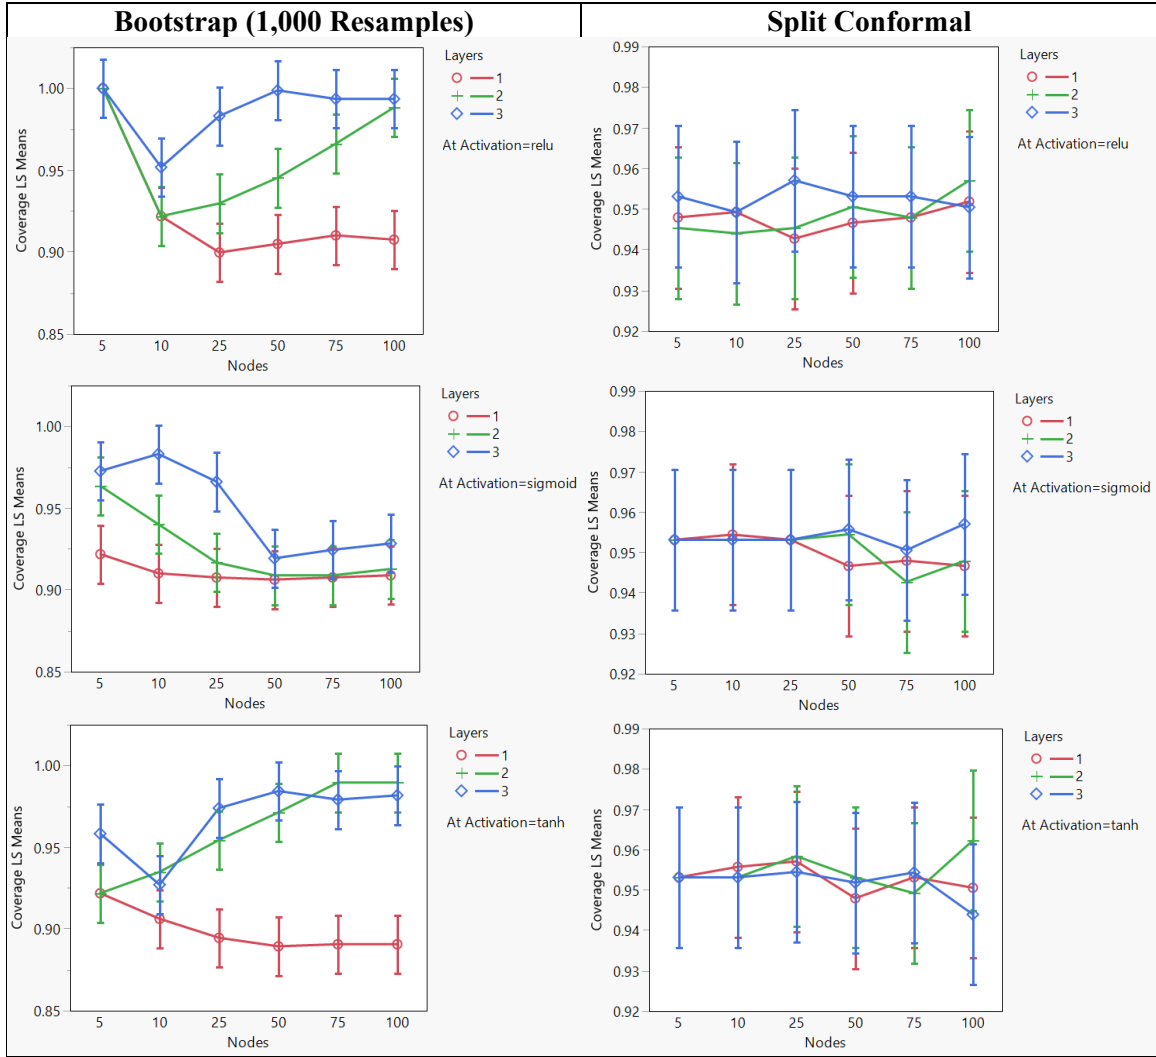 Bootstrap (1,000 Resamples)
Split Conformal
Coverage LS Means
1.00
0.95
0.90
0.85
5 10 25 50 75 100
Nodes
Layers
1
2
3
At Activation=relu
Coverage LS Means
0.99
0.98
0.97
0.96
0.95
0.94
0.93
0.92
5 10 25 50 75 100
Nodes
Layers
1
2
3
At Activation=relu
Coverage LS Means
1.00
0.95
0.90
0.85
5 10 25 50 75 100
Nodes
Layers
1
2
3
At Activation=sigmoid
Coverage LS Means
0.99
0.98
0.97
0.96
0.95
0.94
0.93
0.92
5 10 25 50 75 100
Nodes
Layers
1
2
3
At Activation=sigmoid
Coverage LS Means
1.00
0.95
0.90
0.85
5 10 25 50 75 100
Nodes
Layers
1
2
3
At Activation=tanh
Coverage LS Means
0.99
0.98
0.97
0.96
0.95
0.94
0.93
0.92
5 10 25 50 75 100
Nodes
Layers
1
2
3
At Activation=tanh